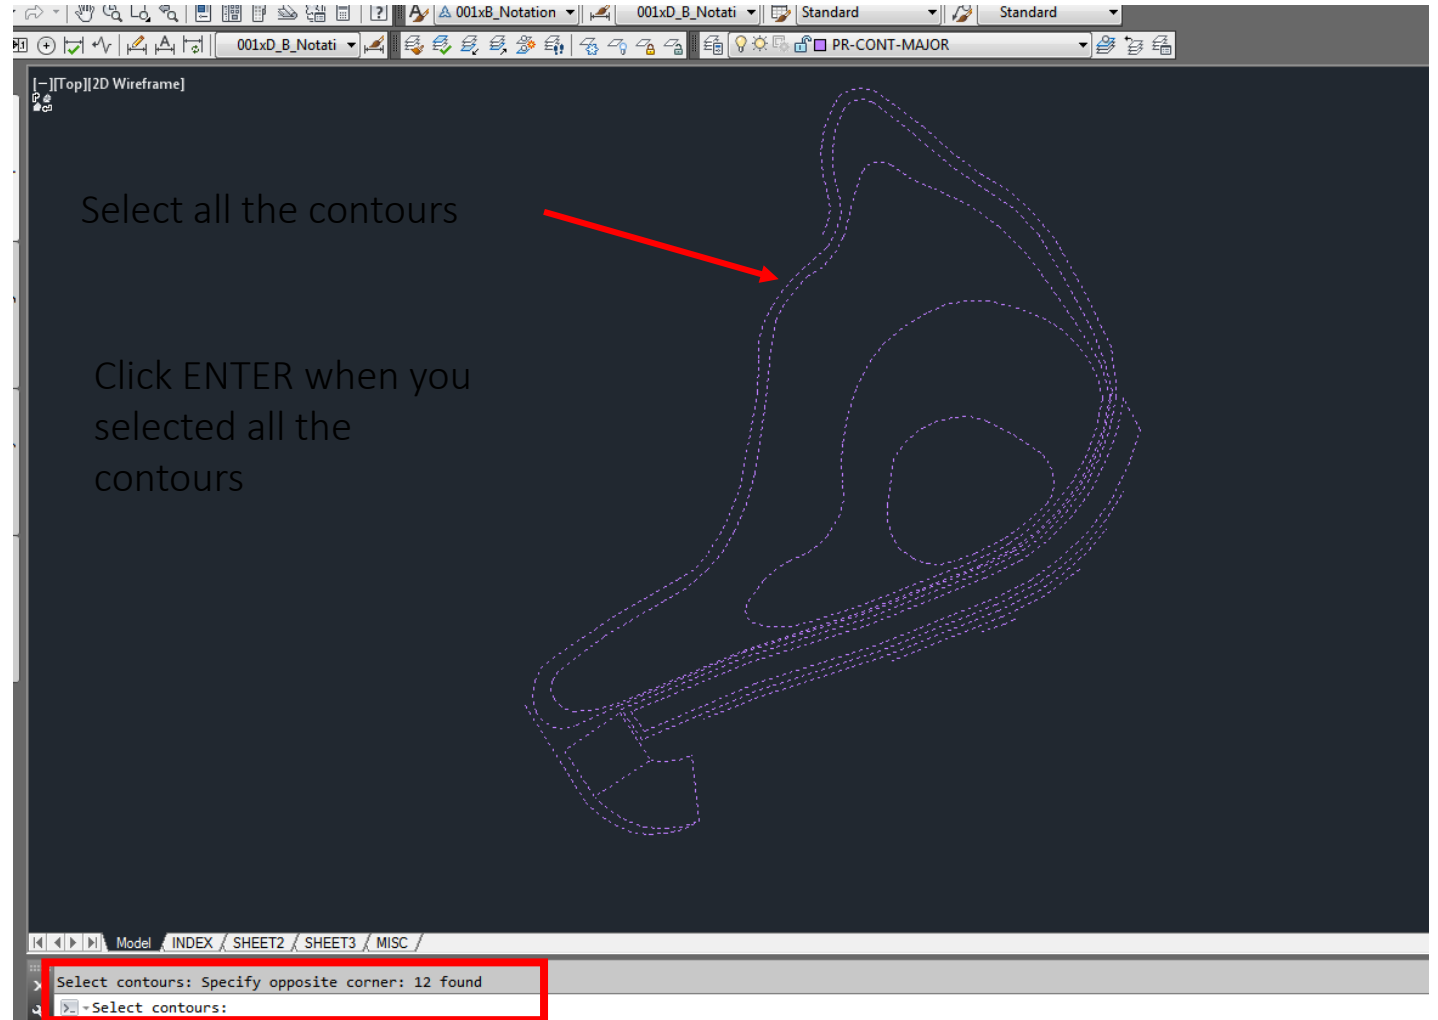 001xB_Notation
001xD_B_Notati
Standard
Standard
001xD_B_Notati
PR-CONT-MAJOR
[−][Top][2D Wireframe]
Select all the contours
Click ENTER when you
selected all the
contours
Model / INDEX / SHEET2 / SHEET3 / MISC /
Select contours: Specify opposite corner: 12 found
Select contours: